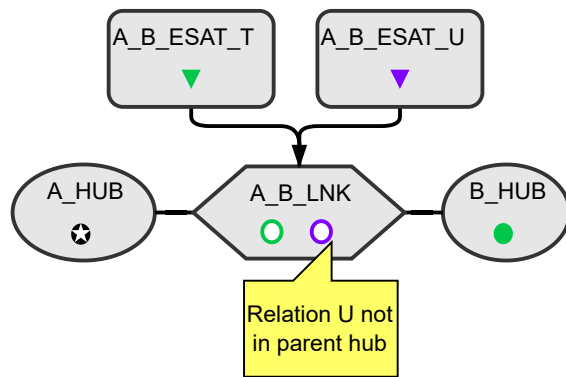 A_B_ESAT_T
A_B_ESAT_U
A_HUB
A_B_LNK
B_HUB
Relation U not
in parent hub